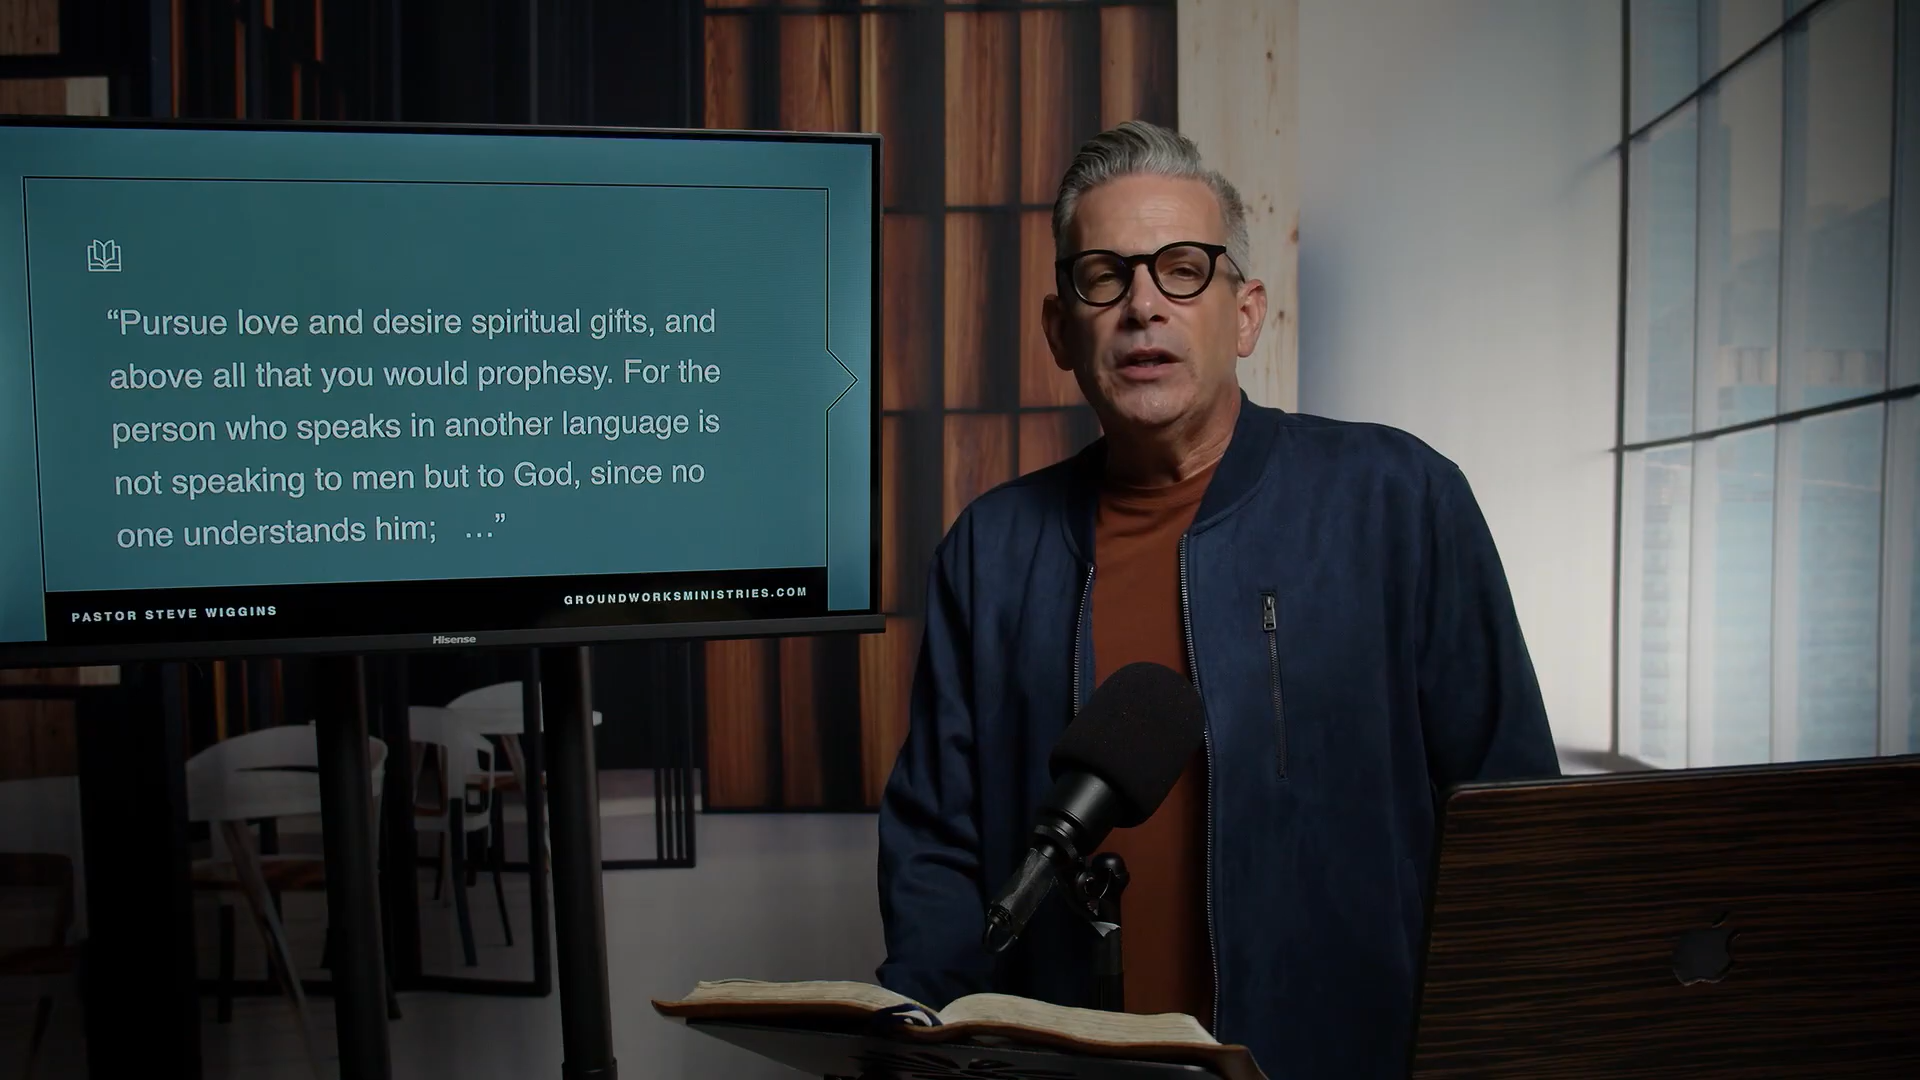 “Pursue love and desire spiritual gifts, and
above all that you would prophesy. For the
person who speaks in another language is
not speaking to men but to God, since no
one understands him; ...”
PASTOR STEVE WIGGINS
GROUNDWORKSMINISTRIES.COM
Hisense